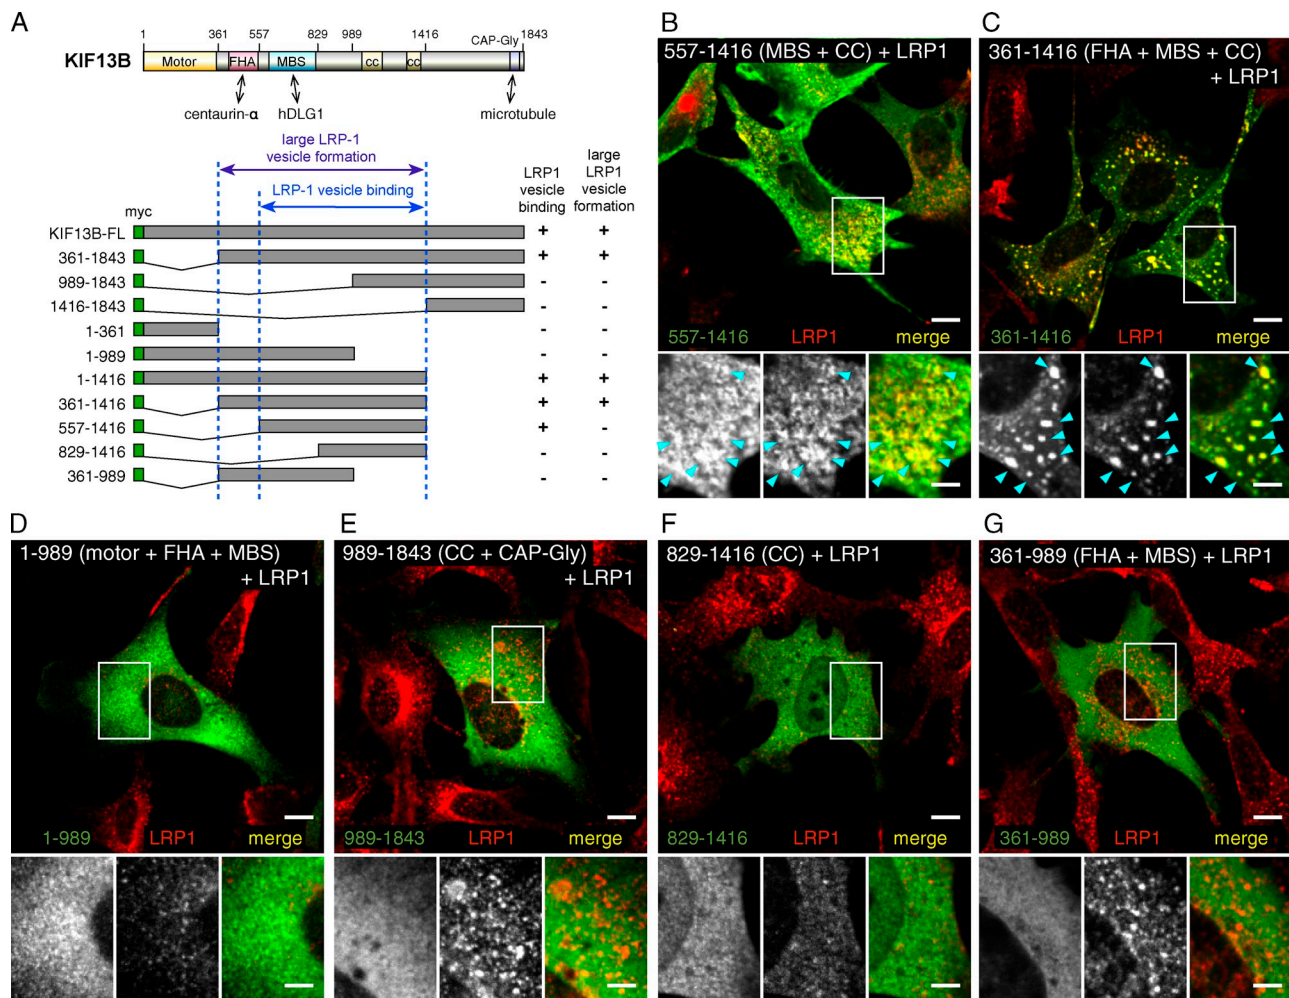 A
1 361 557 829 989 1416 CAP-Gly 1843
KIF13B
Motor FHA MBS cc cc
centaurin-α hDLG1 microtubule
large LRP-1
vesicle formation
LRP-1 vesicle binding
LRP1
vesicle
binding
large
LRP1
vesicle
formation
myc
KIF13B-FL + +
361-1843 + +
989-1843 - -
1416-1843 - -
1-361 - -
1-989 - -
1-1416 + +
361-1416 + +
557-1416 + -
829-1416 - -
361-989 - -
B
557-1416 (MBS + CC) + LRP1
557-1416 LRP1 merge
C
361-1416 (FHA + MBS + CC)
+ LRP1
361-1416 LRP1 merge
D
1-989 (motor + FHA + MBS)
+ LRP1
1-989 LRP1 merge
E
989-1843 (CC + CAP-Gly)
+ LRP1
989-1843 LRP1 merge
F
829-1416 (CC) + LRP1
829-1416 LRP1 merge
G
361-989 (FHA + MBS) + LRP1
361-989 LRP1 merge